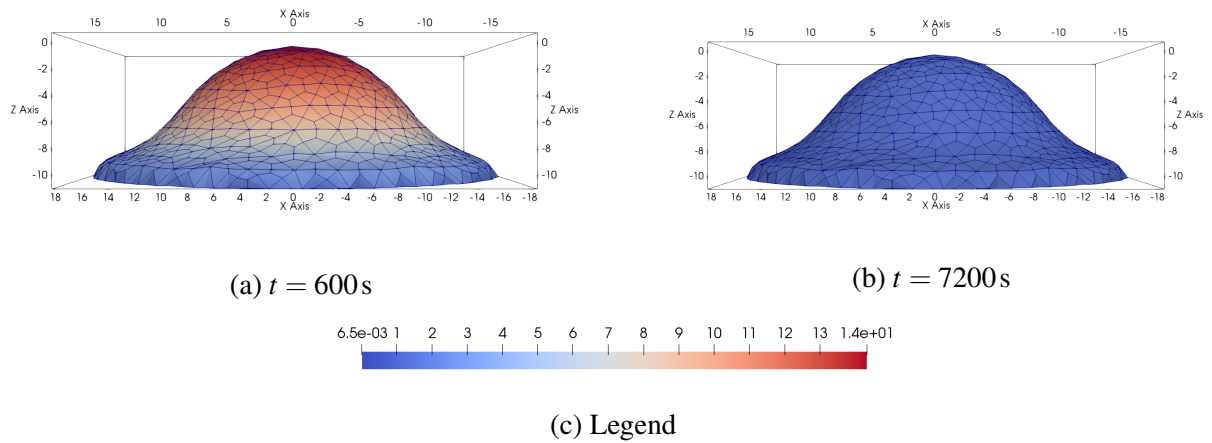 X Axis
15 10 5 0 -5 -10 -15
0 0
-2 -2
-4 -4
Z Axis Z Axis
-6 -6
-8 -8
-10 -10
18 16 14 12 10 8 6 4 2 0 -2 -4 -6 -8 -10 -12 -14 -16 -18
X Axis
(a) t = 600s
X Axis
15 10 5 0 -5 -10 -15
0 0
-2 -2
-4 -4
Z Axis Z Axis
-6 -6
-8 -8
-10 -10
18 16 14 12 10 8 6 4 2 0 -2 -4 -6 -8 -10 -12 -14 -16 -18
X Axis
(b) t = 7200s
6.5e-03 1 2 3 4 5 6 7 8 9 10 11 12 13 1.4e+01
(c) Legend